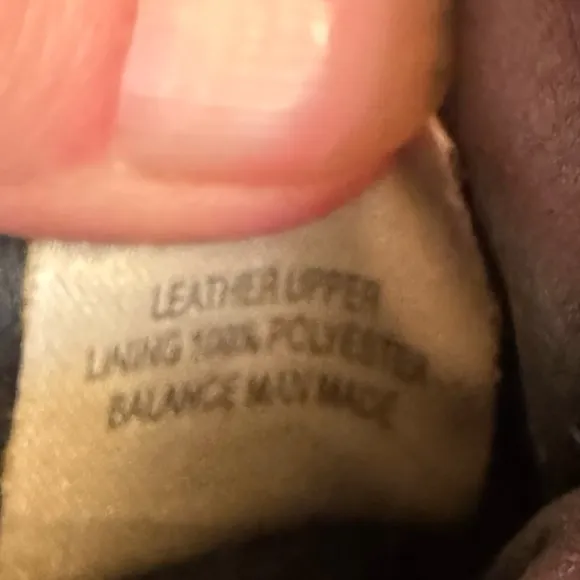 LEATHER UPPER
LINING 100% POLYESTER
BALANCE MAN MADE